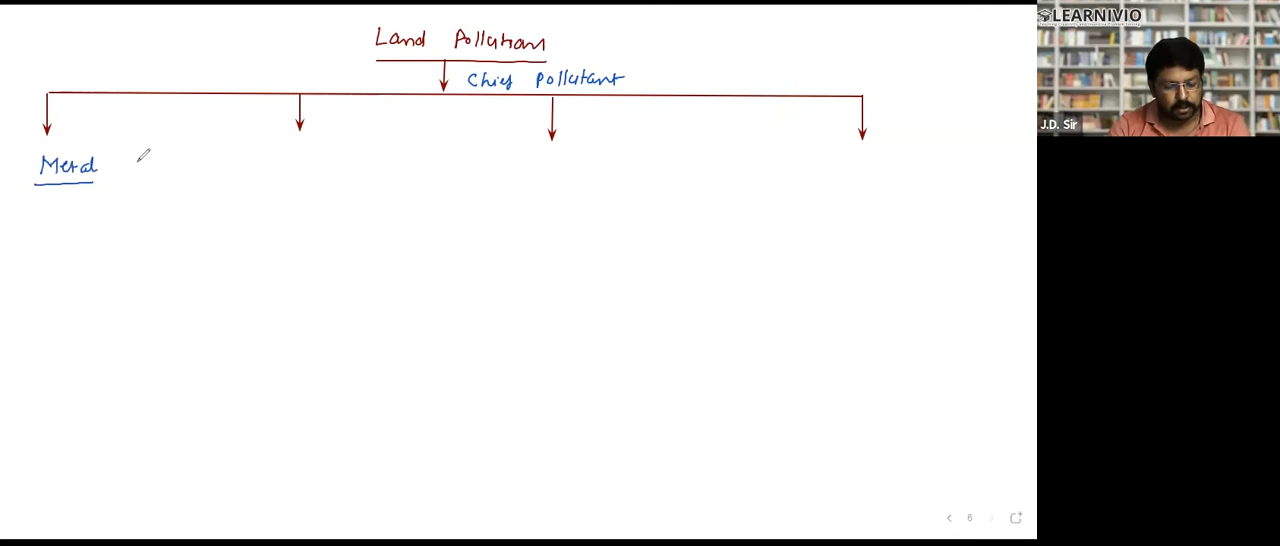 Land Pollution
Chief Pollutant
Metal
LEARNIVIO
J.D. Sir
6